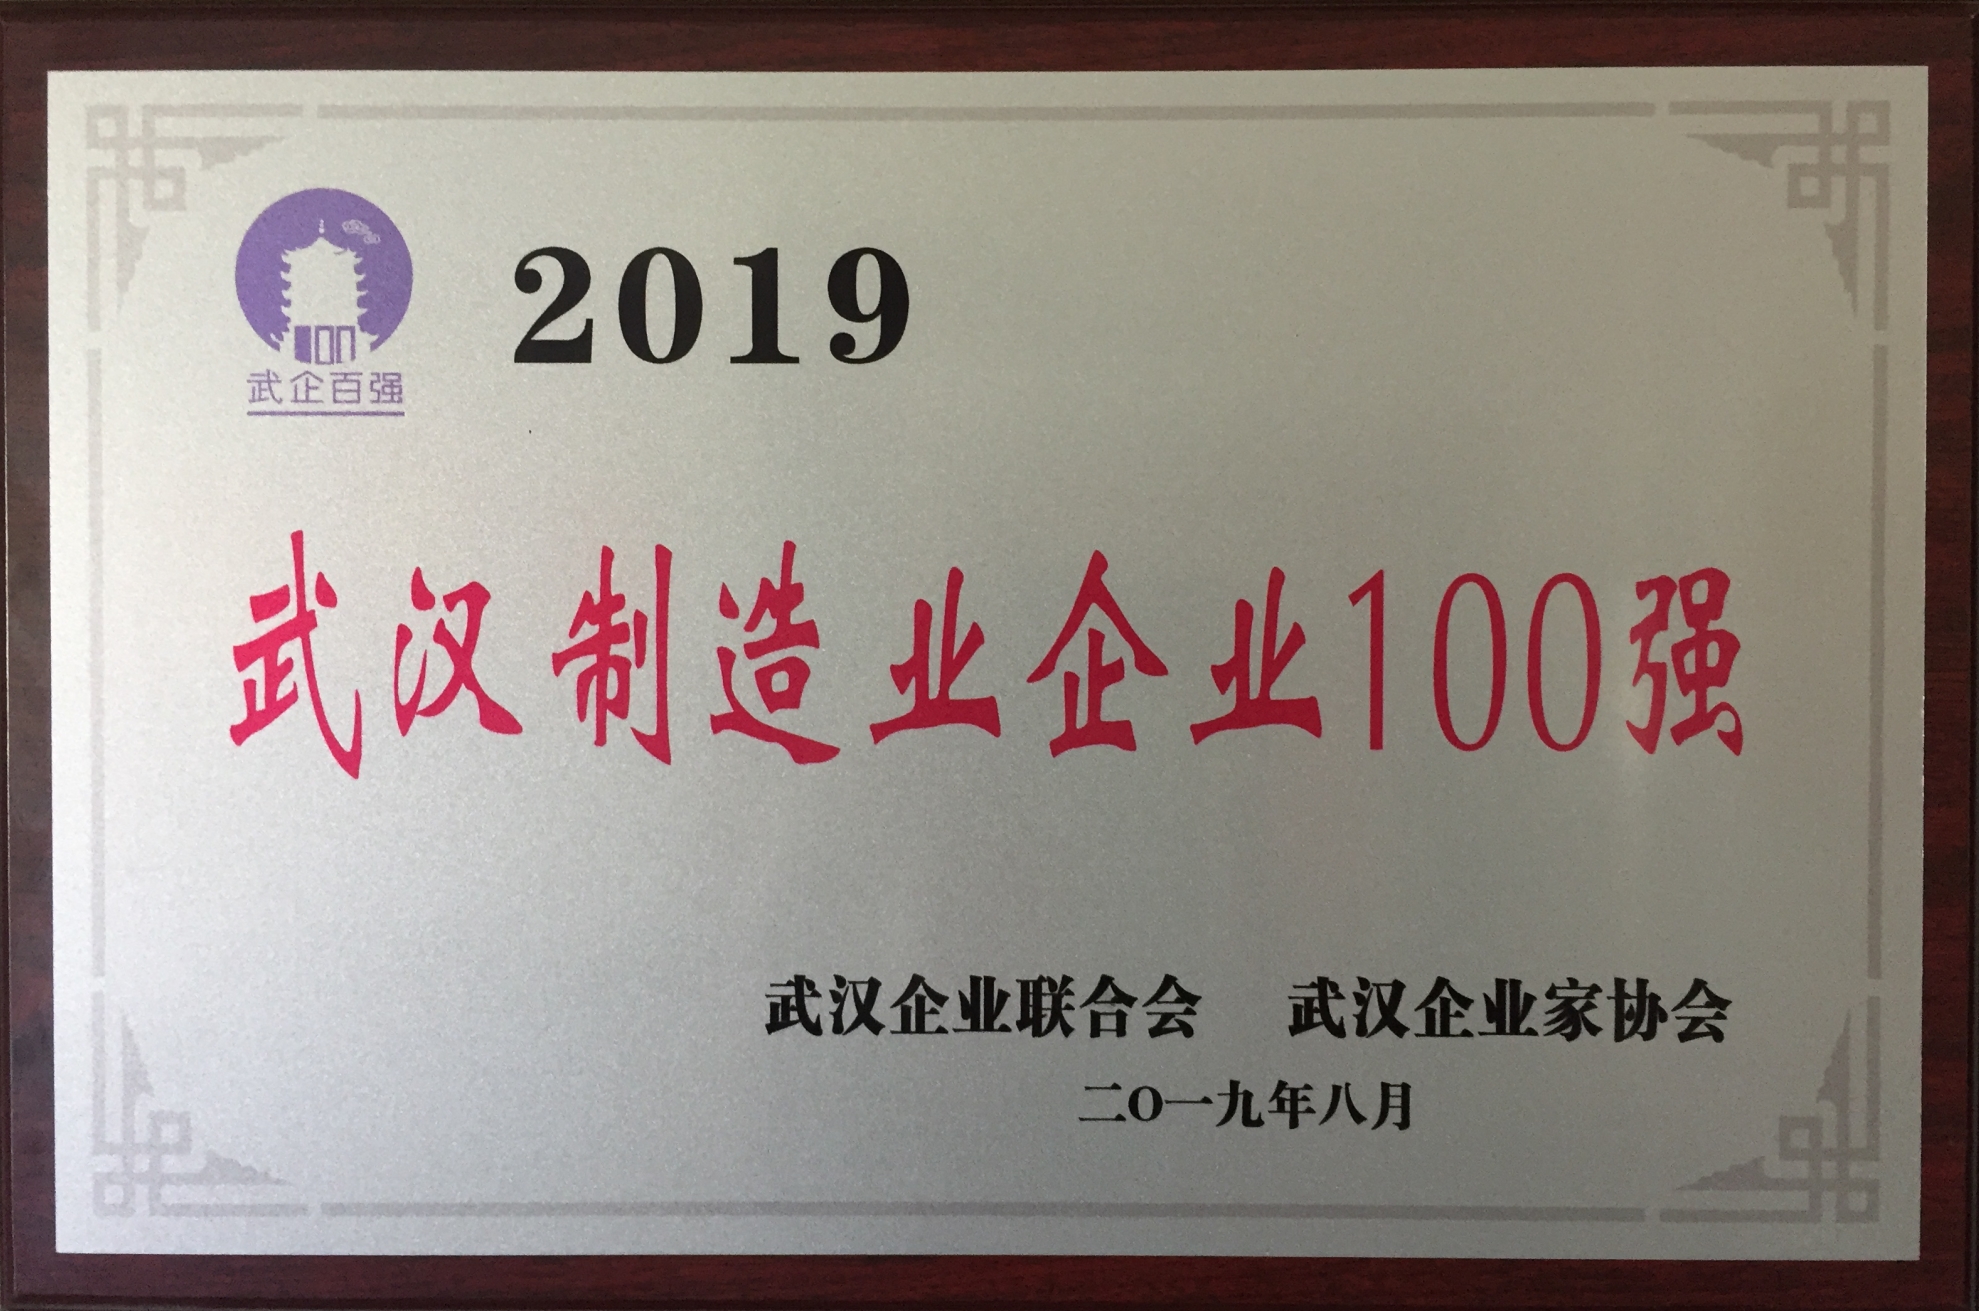 2019
100
武企百强
武汉制造业企业100强
武汉企业联合会 武汉企业家协会
二O一九年八月